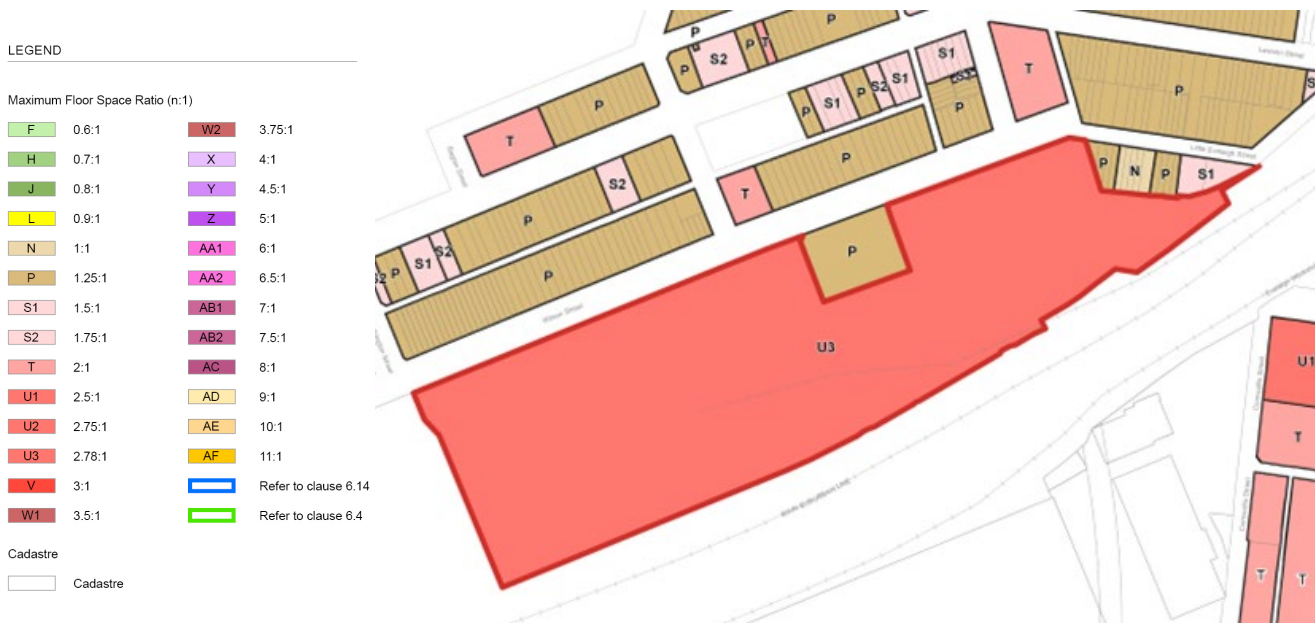 LEGEND
Maximum Floor Space Ratio (n:1)
F 0.6:1
H 0.7:1
J 0.8:1
L 0.9:1
N 1:1
P 1.25:1
S1 1.5:1
S2 1.75:1
T 2:1
U1 2.5:1
U2 2.75:1
U3 2.78:1
V 3:1
W1 3.5:1
W2 3.75:1
X 4:1
Y 4.5:1
Z 5:1
AA1 6:1
AA2 6.5:1
AB1 7:1
AB2 7.5:1
AC 8:1
AD 9:1
AE 10:1
AF 11:1
Refer to clause 6.14
Refer to clause 6.4
Cadastre
Cadastre
P
P
S2
P
T
P
S1
S2
T
P
P
S1
P
S2
S1
P
T
P
S2
P
T
P
P
N
P
S1
P
S1
S2
P
P
Wilson Street
U3
U1
T
T
T